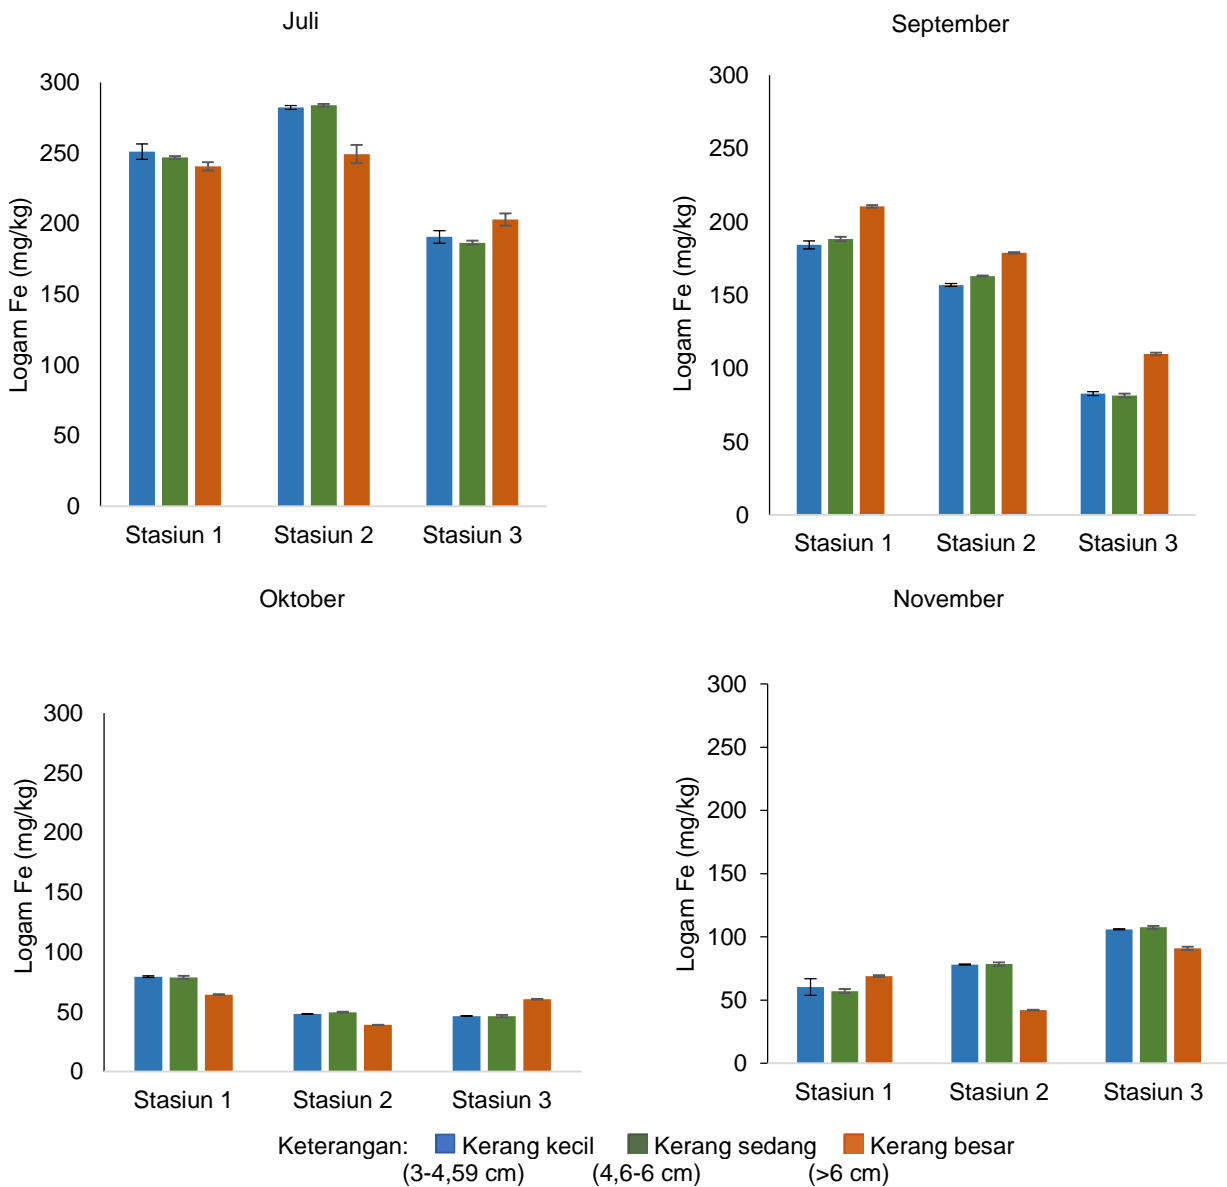 Juli
300
250
200
150
100
50
0
Logam Fe (mg/kg)
Stasiun 1 Stasiun 2 Stasiun 3
September
300
250
200
150
100
50
0
Logam Fe (mg/kg)
Stasiun 1 Stasiun 2 Stasiun 3
Oktober
300
250
200
150
100
50
0
Logam Fe (mg/kg)
Stasiun 1 Stasiun 2 Stasiun 3
November
300
250
200
150
100
50
0
Logam Fe (mg/kg)
Stasiun 1 Stasiun 2 Stasiun 3
Keterangan: Kerang kecil Kerang sedang Kerang besar
(3-4,59 cm) (4,6-6 cm) (>6 cm)